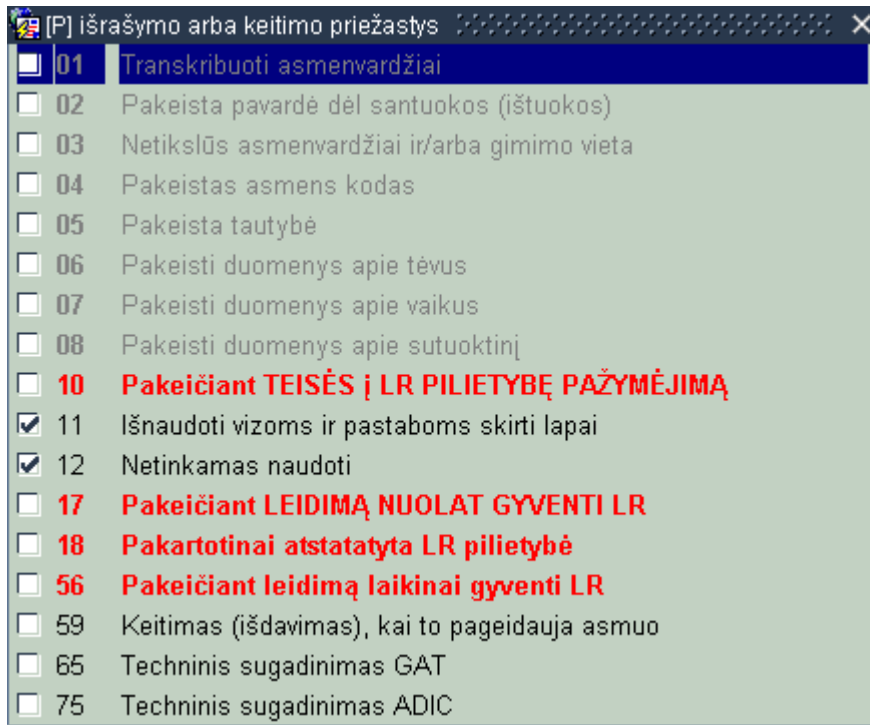 [P] išrašymo arba keitimo priežastys
01 Transkribuoti asmenvardžiai
02 Pakeista pavardė dėl santuokos (ištuokos)
03 Netikslūs asmenvardžiai ir/arba gimimo vieta
04 Pakeistas asmens kodas
05 Pakeista tautybė
06 Pakeisti duomenys apie tėvus
07 Pakeisti duomenys apie vaikus
08 Pakeisti duomenys apie sutuoktinį
10 Pakeičiant TEISĖS į LR PILIETYBĘ PAŽYMĖJIMĄ
11 Išnaudoti vizoms ir pastaboms skirti lapai
12 Netinkamas naudoti
17 Pakeičiant LEIDIMĄ NUOLAT GYVENTI LR
18 Pakartotinai atstatatyta LR pilietybė
56 Pakeičiant leidimą laikinai gyventi LR
59 Keitimas (išdavimas), kai to pageidauja asmuo
65 Techninis sugadinimas GAT
75 Techninis sugadinimas ADIC